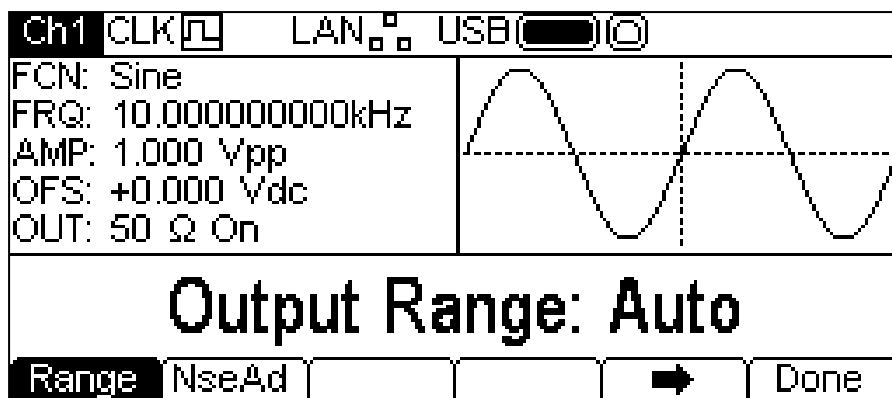 Ch1 CLK LAN USB
FCN: Sine
FRQ: 10.000000000kHz
AMP: 1.000 Vpp
OFS: +0.000 Vdc
OUT: 50 Ω On
Output Range: Auto
Range NseAd Done